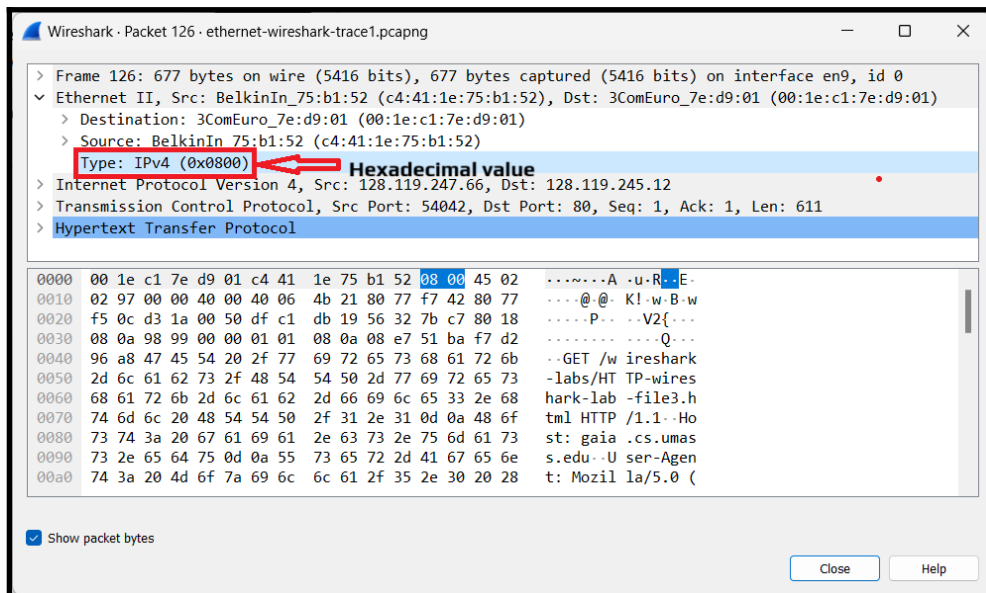 Wireshark · Packet 126 · ethernet-wireshark-trace1.pcapng
> Frame 126: 677 bytes on wire (5416 bits), 677 bytes captured (5416 bits) on interface en9, id 0
Ethernet II, Src: BelkinIn_75:b1:52 (c4:41:1e:75:b1:52), Dst: 3ComEuro_7e:d9:01 (00:1e:c1:7e:d9:01)
> Destination: 3ComEuro_7e:d9:01 (00:1e:c1:7e:d9:01)
> Source: BelkinIn_75:b1:52 (c4:41:1e:75:b1:52)
Type: IPv4 (0x0800)
Hexadecimal value
> Internet Protocol Version 4, Src: 128.119.247.66, Dst: 128.119.245.12
> Transmission Control Protocol, Src Port: 54042, Dst Port: 80, Seq: 1, Ack: 1, Len: 611
> Hypertext Transfer Protocol
0000 00 1e c1 7e d9 01 c4 41 1e 75 b1 52 08 00 45 02 ···~···A ·u·R··E·
0010 02 97 00 00 40 00 40 06 4b 21 80 77 f7 42 80 77 ····@·@· K!·w·B·w
0020 f5 0c d3 1a 00 50 df c1 db 19 56 32 7b c7 80 18 ·····P·· ··V2{···
0030 08 0a 98 99 00 00 01 01 08 0a 08 e7 51 ba f7 d2 ········ ····Q···
0040 96 a8 47 45 54 20 2f 77 69 72 65 73 68 61 72 6b ··GET /w ireshark
0050 2d 6c 61 62 73 2f 48 54 54 50 2d 77 69 72 65 73 -labs/HT TP-wires
0060 68 61 72 6b 2d 6c 61 62 2d 66 69 6c 65 33 2e 68 hark-lab -file3.h
0070 74 6d 6c 20 48 54 54 50 2f 31 2e 31 0d 0a 48 6f tml HTTP /1.1··Ho
0080 73 74 3a 20 67 61 69 61 2e 63 73 2e 75 6d 61 73 st: gaia .cs.umas
0090 73 2e 65 64 75 0d 0a 55 73 65 72 2d 41 67 65 6e s.edu··U ser-Agen
00a0 74 3a 20 4d 6f 7a 69 6c 6c 61 2f 35 2e 30 20 28 t: Mozil la/5.0 (
Show packet bytes
Close Help